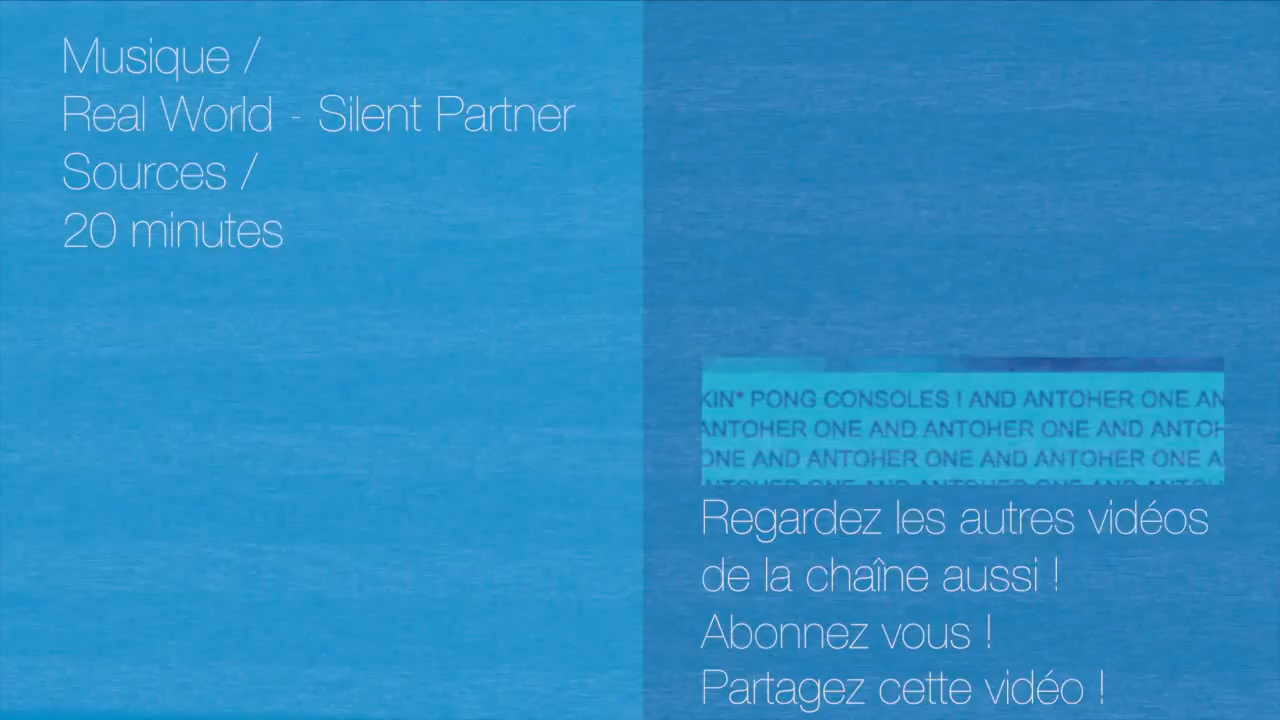 Musique /
Real World - Silent Partner
Sources /
20 minutes
KIN* PONG CONSOLES ! AND ANTOHER ONE AN
ANTOHER ONE AND ANTOHER ONE AND ANTOH
ONE AND ANTOHER ONE AND ANTOHER ONE A
Regardez les autres vidéos
de la chaîne aussi !
Abonnez vous !
Partagez cette vidéo !